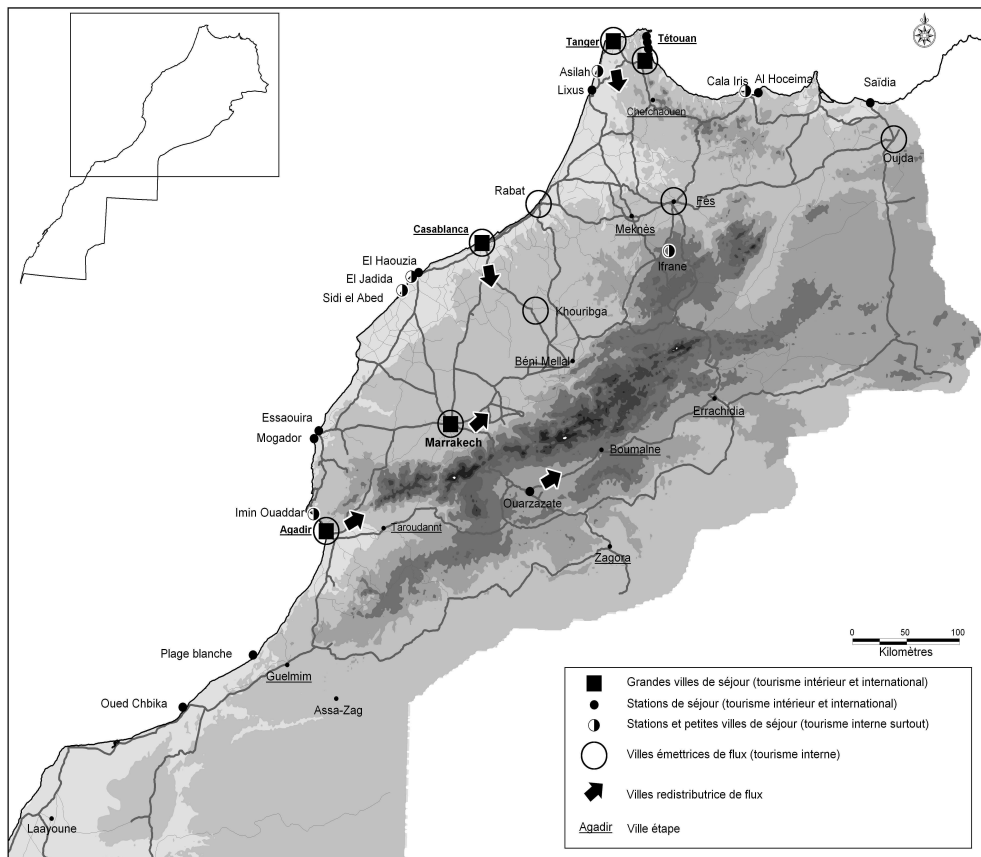 Tanger
Tétouan
Asilah
Lixus
Chefchaouen
Cala Iris
Al Hoceima
Saïdia
Oujda
Rabat
Fès
Meknès
Casablanca
Ifrane
El Haouzia
El Jadida
Sidi el Abed
Khouribga
Béni Mellal
Errachidia
Essaouira
Mogador
Marrakech
Boumalne
Ouarzazate
Imin Ouaddar
Agadir
Taroudannt
Zagora
Plage blanche
Guelmim
Oued Chbika
Assa-Zag
Laayoune
0 50 100
Kilomètres
Grandes villes de séjour (tourisme intérieur et international)
Stations de séjour (tourisme intérieur et international)
Stations et petites villes de séjour (tourisme interne surtout)
Villes émettrices de flux (tourisme interne)
Villes redistributrice de flux
Agadir Ville étape